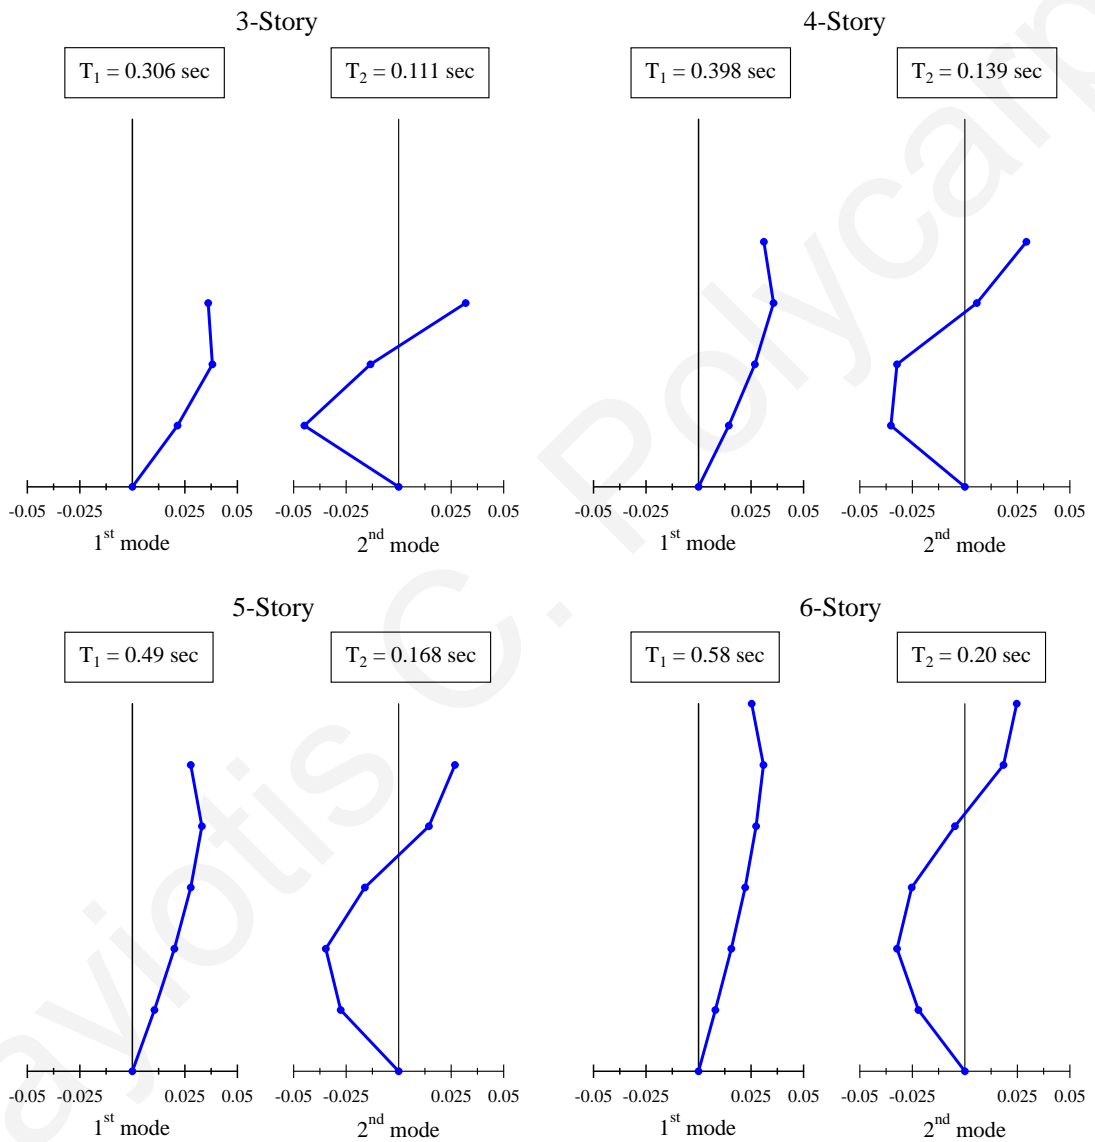 3-Story
4-Story
T1 = 0.306 sec
T2 = 0.111 sec
T1 = 0.398 sec
T2 = 0.139 sec
-0.05 -0.025 0.025 0.05
-0.05 -0.025 0.025 0.05
-0.05 -0.025 0.025 0.05
-0.05 -0.025 0.025 0.05
1st mode
2nd mode
1st mode
2nd mode
5-Story
6-Story
T1 = 0.49 sec
T2 = 0.168 sec
T1 = 0.58 sec
T2 = 0.20 sec
-0.05 -0.025 0.025 0.05
-0.05 -0.025 0.025 0.05
-0.05 -0.025 0.025 0.05
-0.05 -0.025 0.025 0.05
1st mode
2nd mode
1st mode
2nd mode
ayiotis C. Polycarp